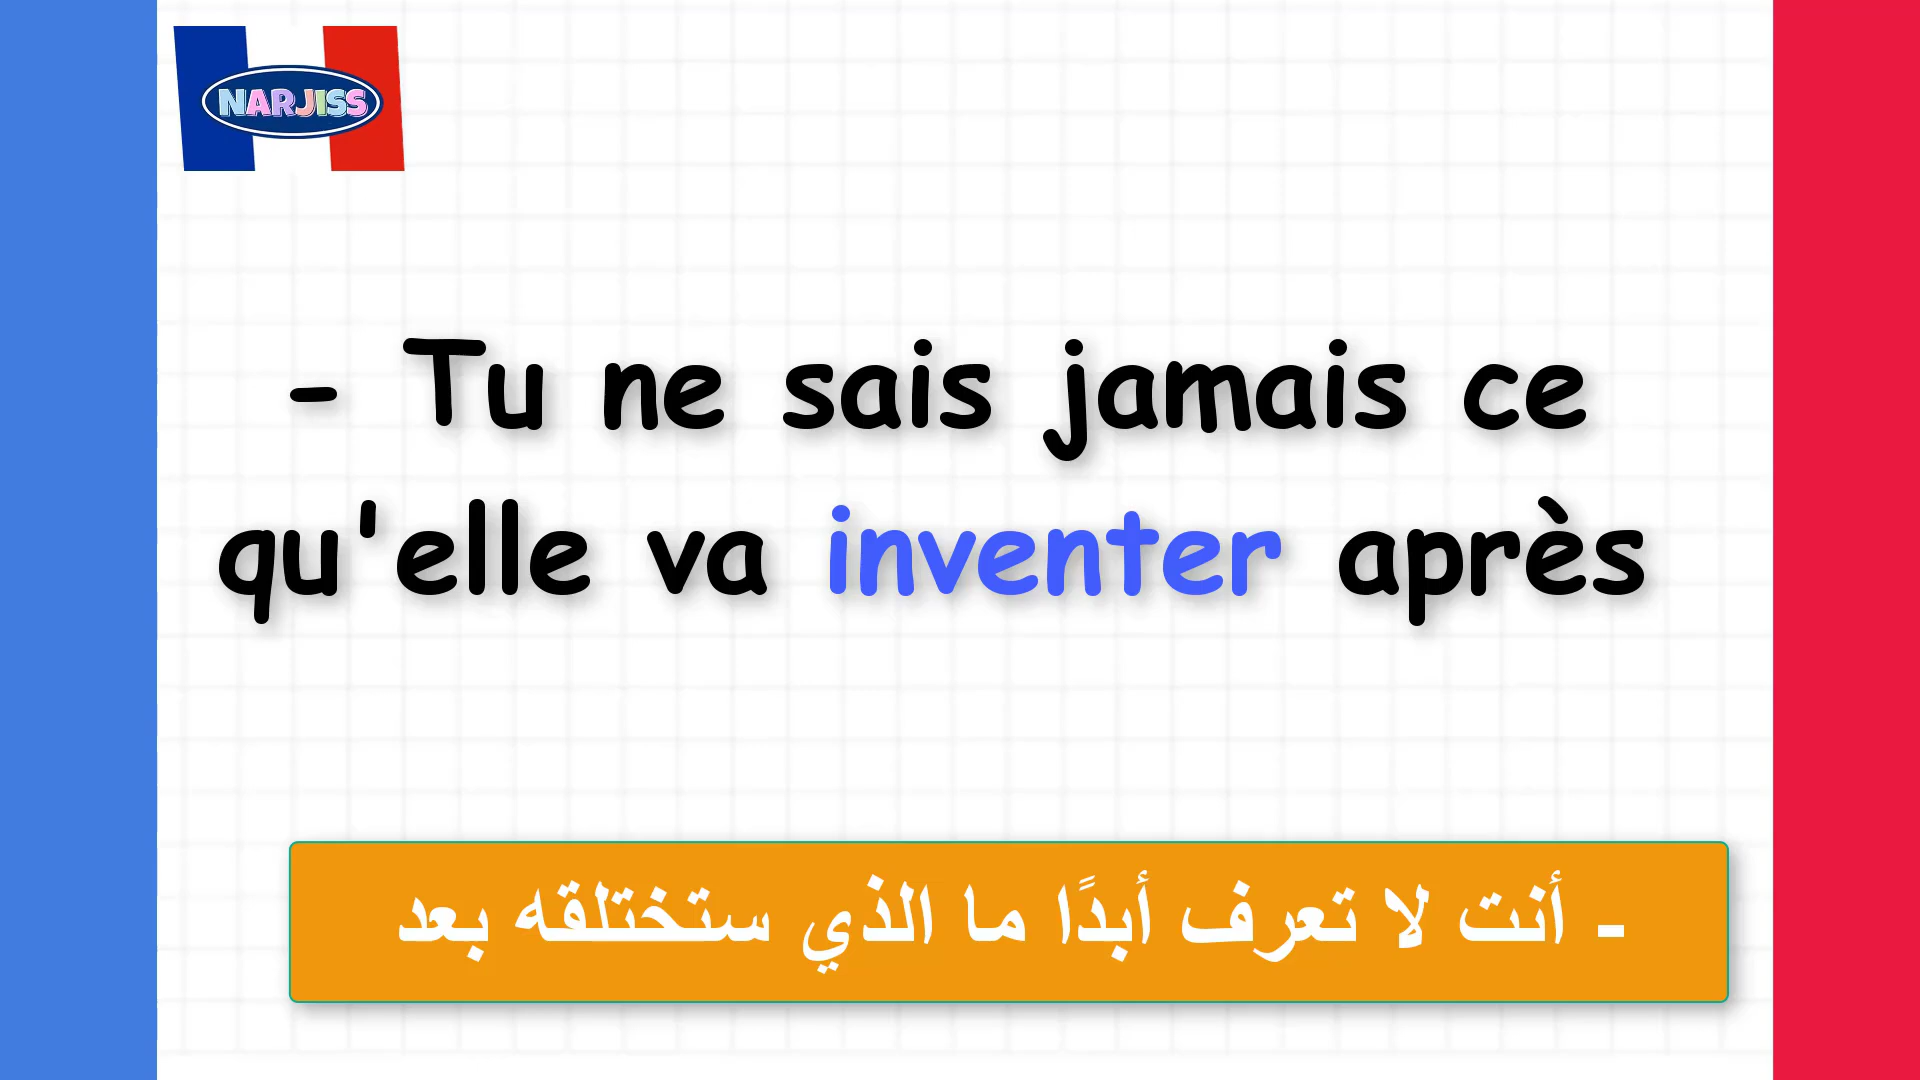 NARJISS
- Tu ne sais jamais ce
qu'elle va inventer après
- أنت لا تعرف أبدًا ما الذي ستختلقه بعد